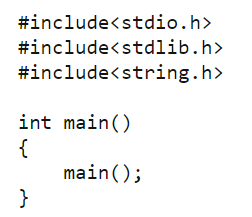 #include<stdio.h>
#include<stdlib.h>
#include<string.h>

int main()
{
    main();
}